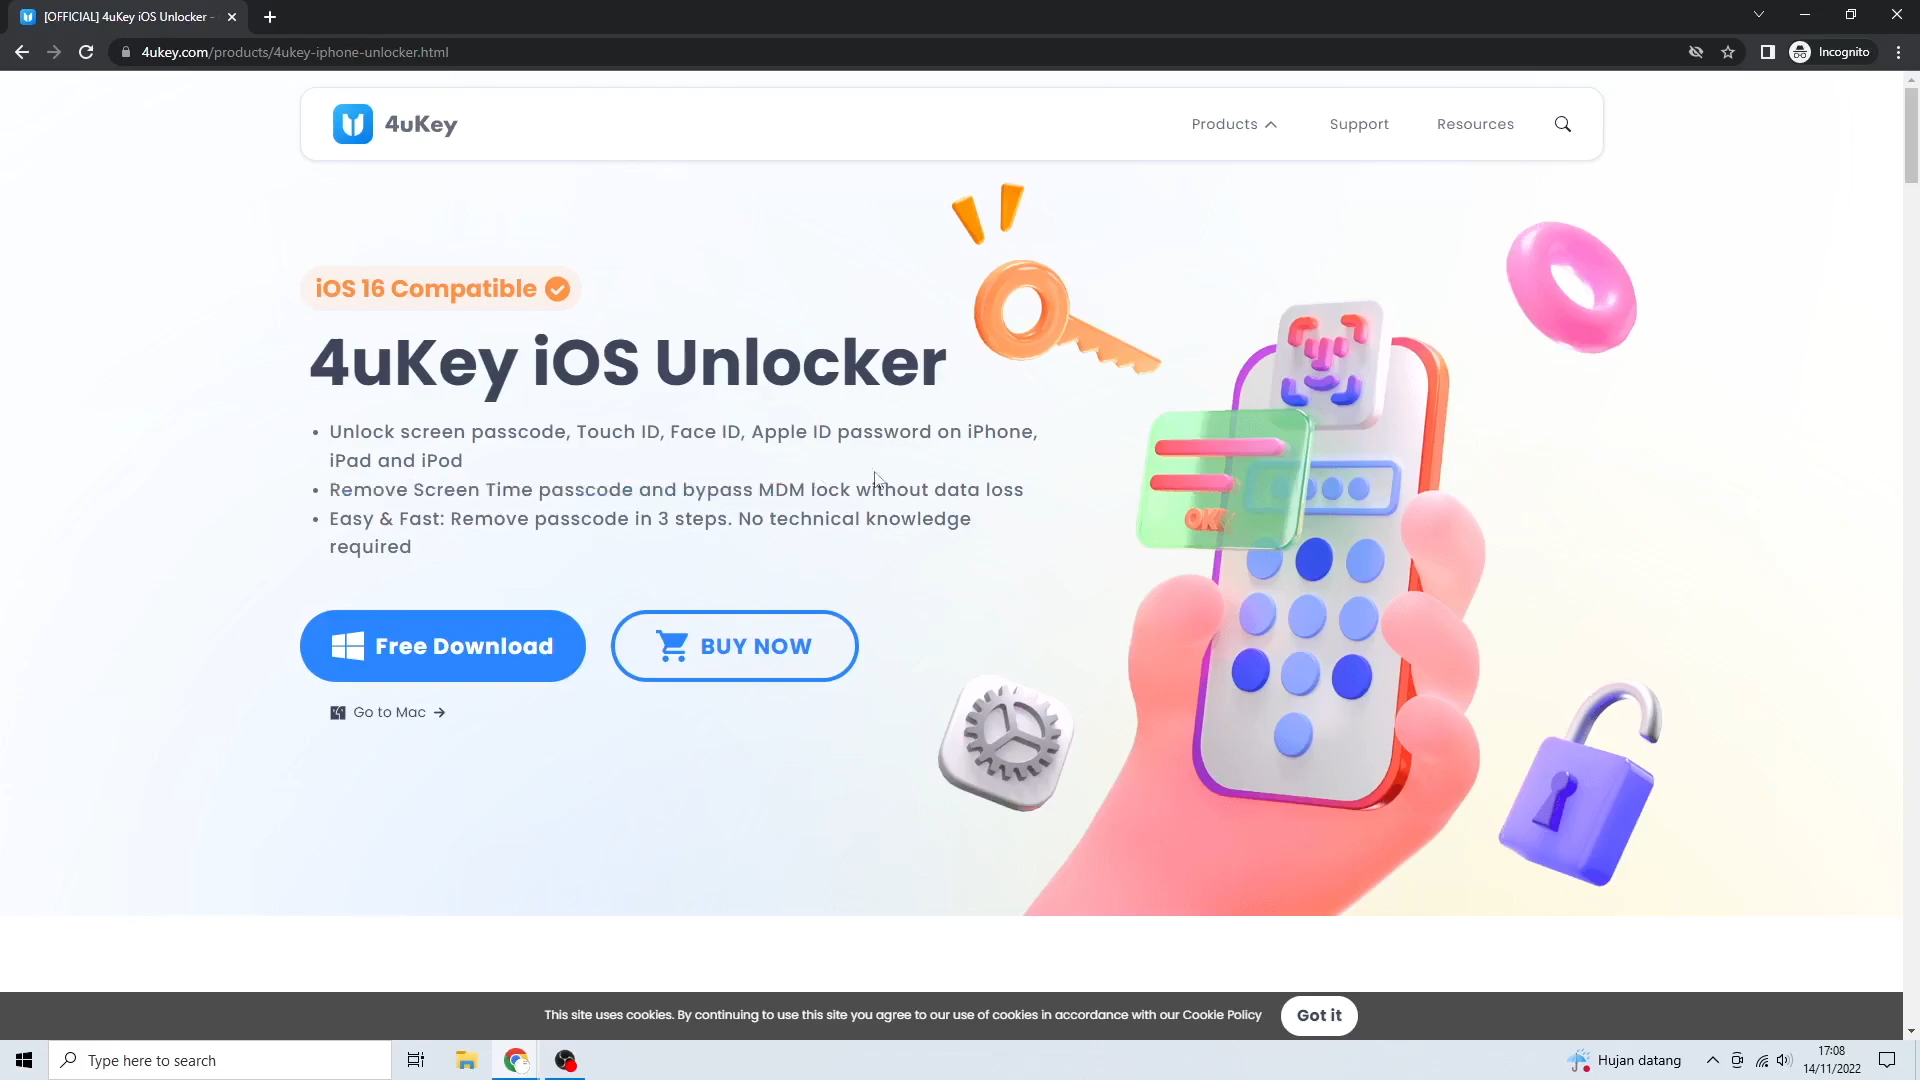 [OFFICIAL] 4uKey iOS Unlocker -
4ukey.com/products/4ukey-iphone-unlocker.html
Incognito
4uKey
Products
Support
Resources
iOS 16 Compatible
4uKey iOS Unlocker
• Unlock screen passcode, Touch ID, Face ID, Apple ID password on iPhone,
iPad and iPod
• Remove Screen Time passcode and bypass MDM lock without data loss
• Easy & Fast: Remove passcode in 3 steps. No technical knowledge
required
OKEY
Free Download
BUY NOW
Go to Mac →
This site uses cookies. By continuing to use this site you agree to our use of cookies in accordance with our Cookie Policy
Got it
Type here to search
Hujan datang
17:08
14/11/2022